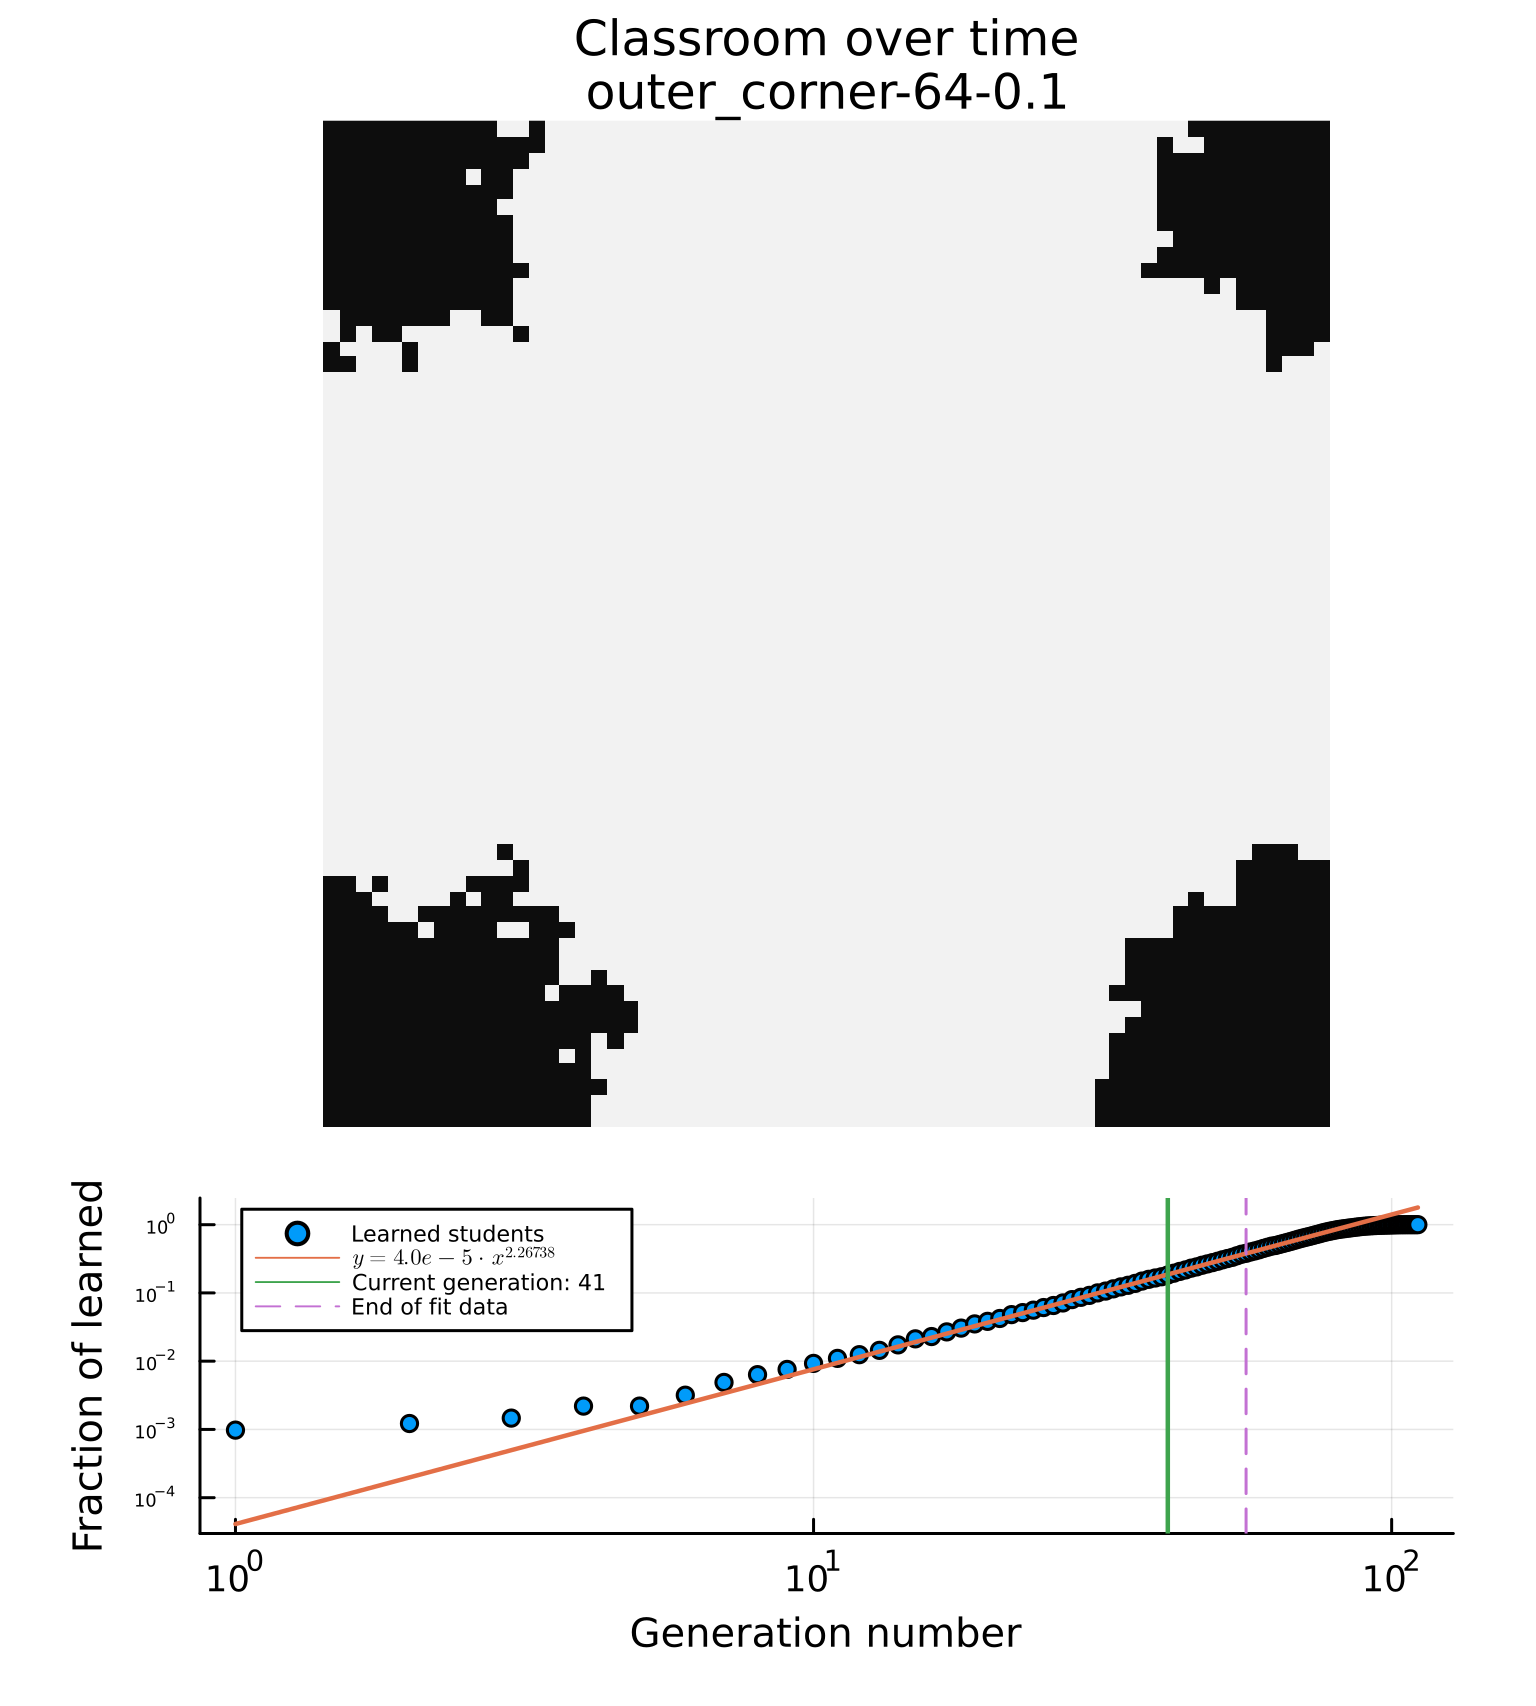 Classroom over time
outer_corner-64-0.1
Fraction of learned
10^0
10^-1
10^-2
10^-3
10^-4
Learned students
y = 4.0e − 5 · x^2.26738
Current generation: 41
End of fit data
10^0 10^1 10^2
Generation number